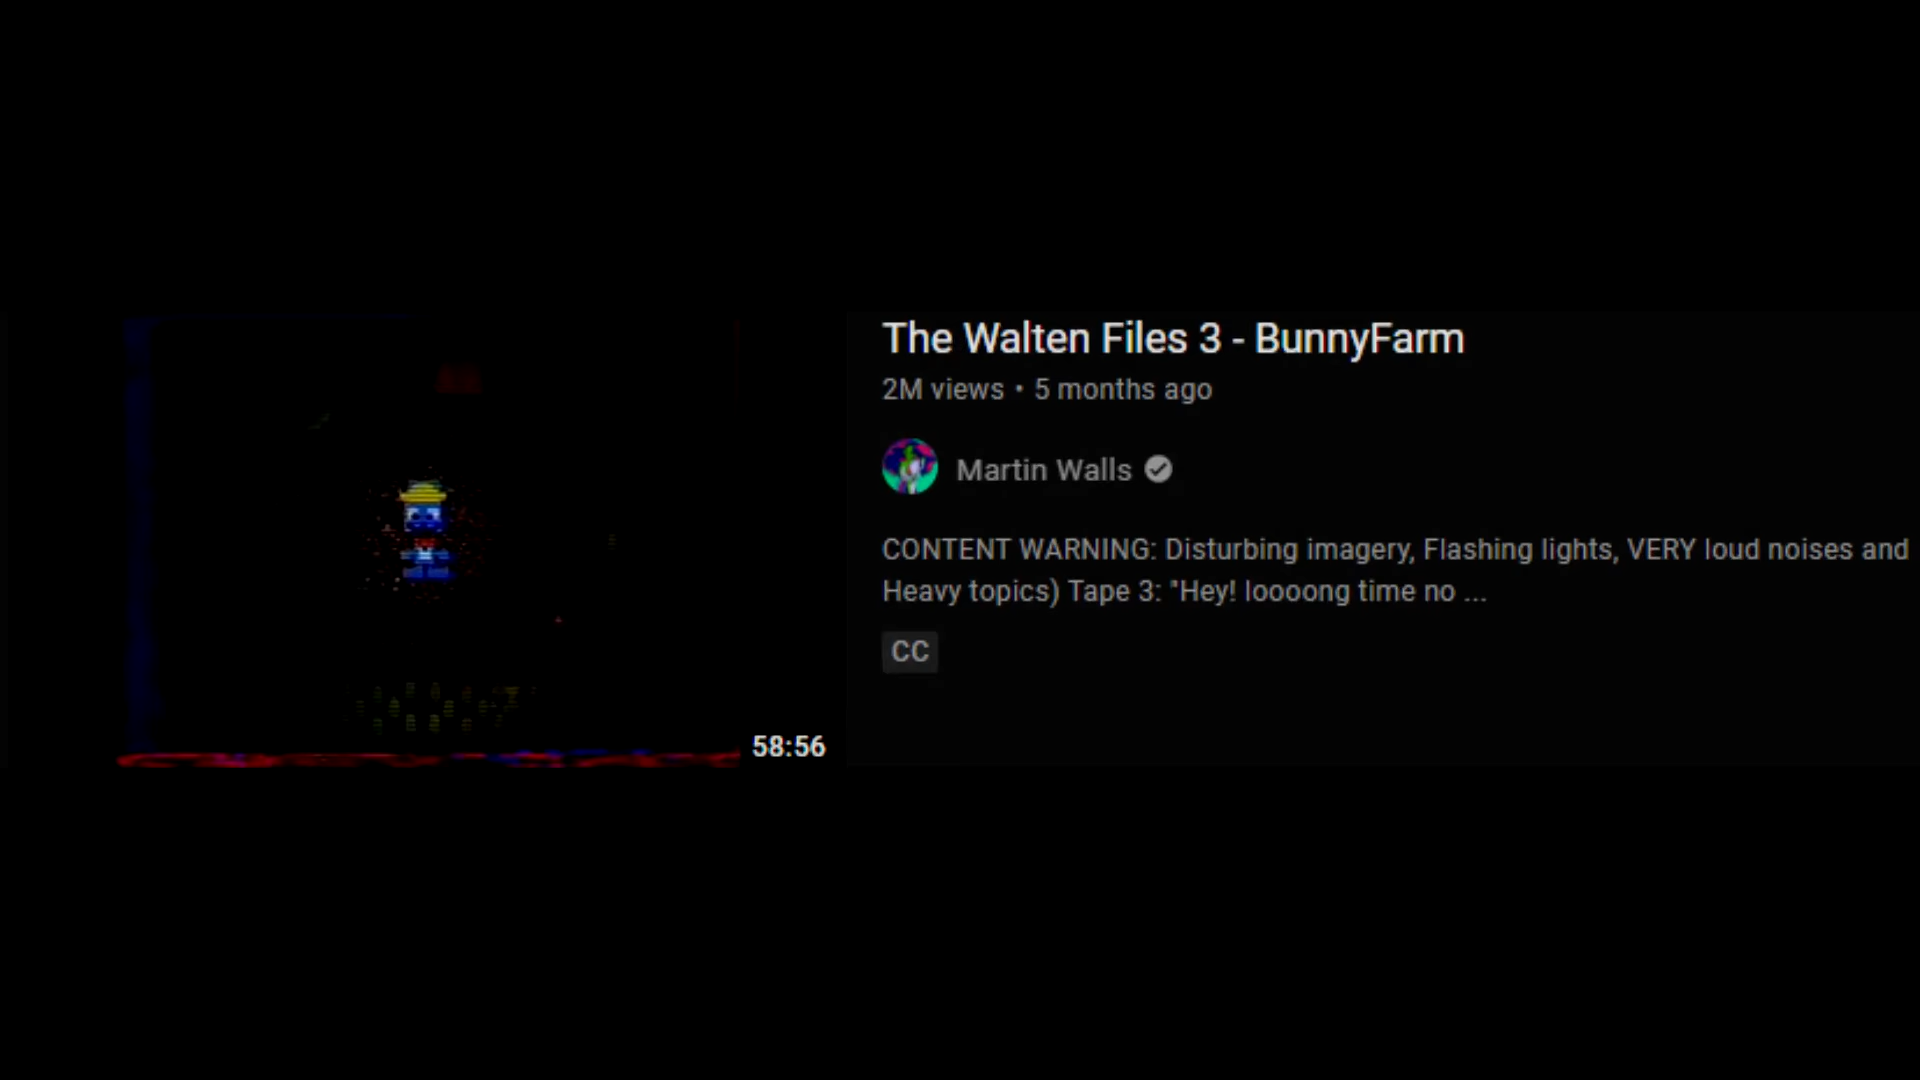 The Walten Files 3 - BunnyFarm
2M views • 5 months ago
Martin Walls
CONTENT WARNING: Disturbing imagery, Flashing lights, VERY loud noises and
Heavy topics) Tape 3: "Hey! loooong time no ...
CC
58:56